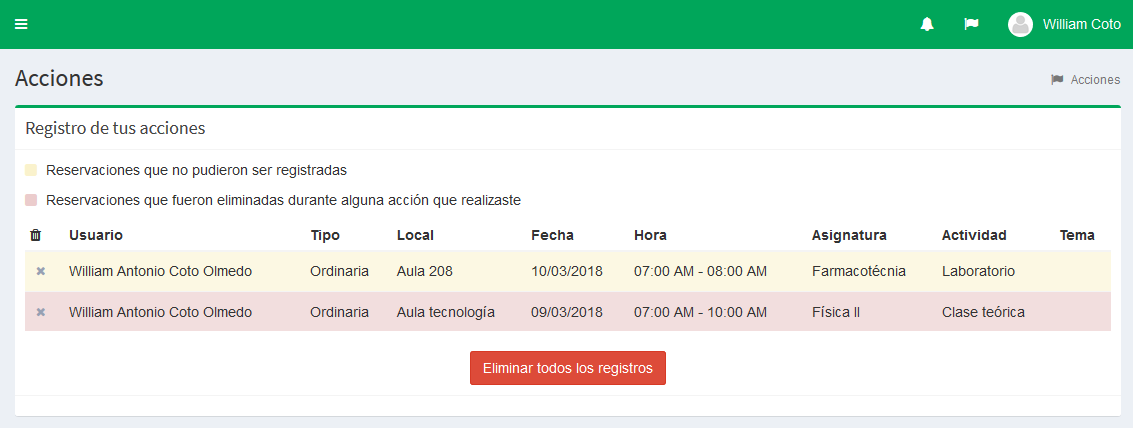 William Coto
Acciones
Acciones
Registro de tus acciones
Reservaciones que no pudieron ser registradas
Reservaciones que fueron eliminadas durante alguna acción que realizaste
Usuario Tipo Local Fecha Hora Asignatura Actividad Tema
William Antonio Coto Olmedo Ordinaria Aula 208 10/03/2018 07:00 AM - 08:00 AM Farmacotécnia Laboratorio
William Antonio Coto Olmedo Ordinaria Aula tecnología 09/03/2018 07:00 AM - 10:00 AM Física II Clase teórica
Eliminar todos los registros